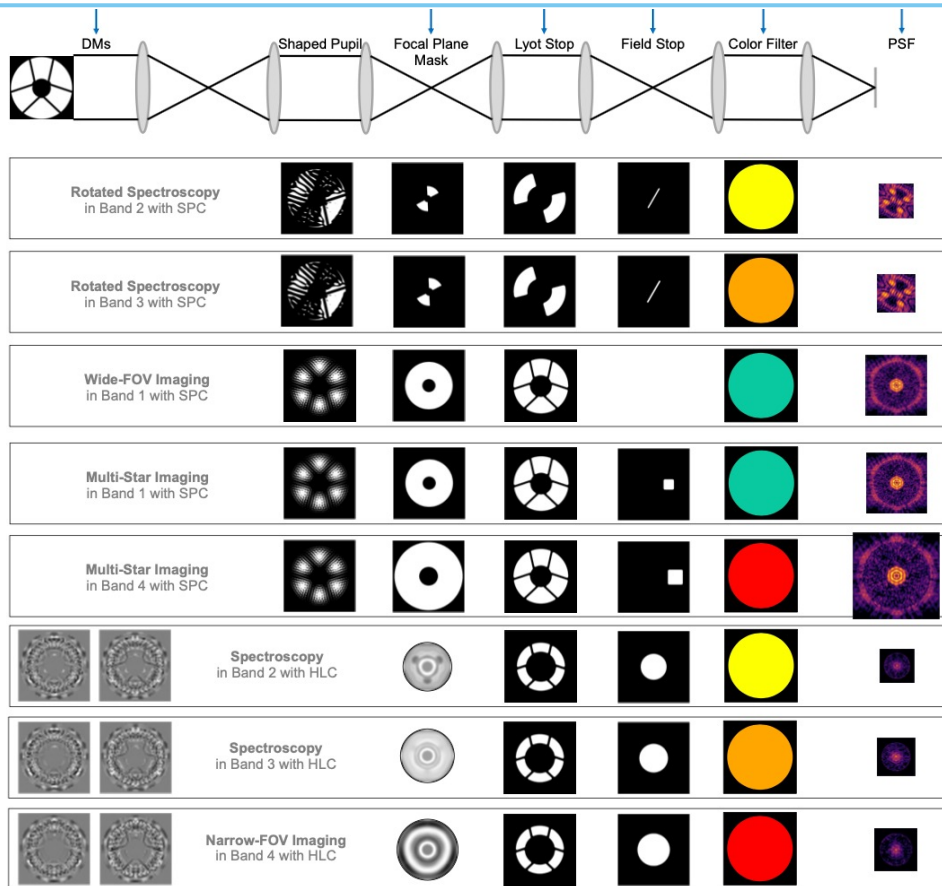 DMs
Shaped Pupil
Focal Plane
Mask
Lyot Stop
Field Stop
Color Filter
PSF
Rotated Spectroscopy
in Band 2 with SPC
Rotated Spectroscopy
in Band 3 with SPC
Wide-FOV Imaging
in Band 1 with SPC
Multi-Star Imaging
in Band 1 with SPC
Multi-Star Imaging
in Band 4 with SPC
Spectroscopy
in Band 2 with HLC
Spectroscopy
in Band 3 with HLC
Narrow-FOV Imaging
in Band 4 with HLC